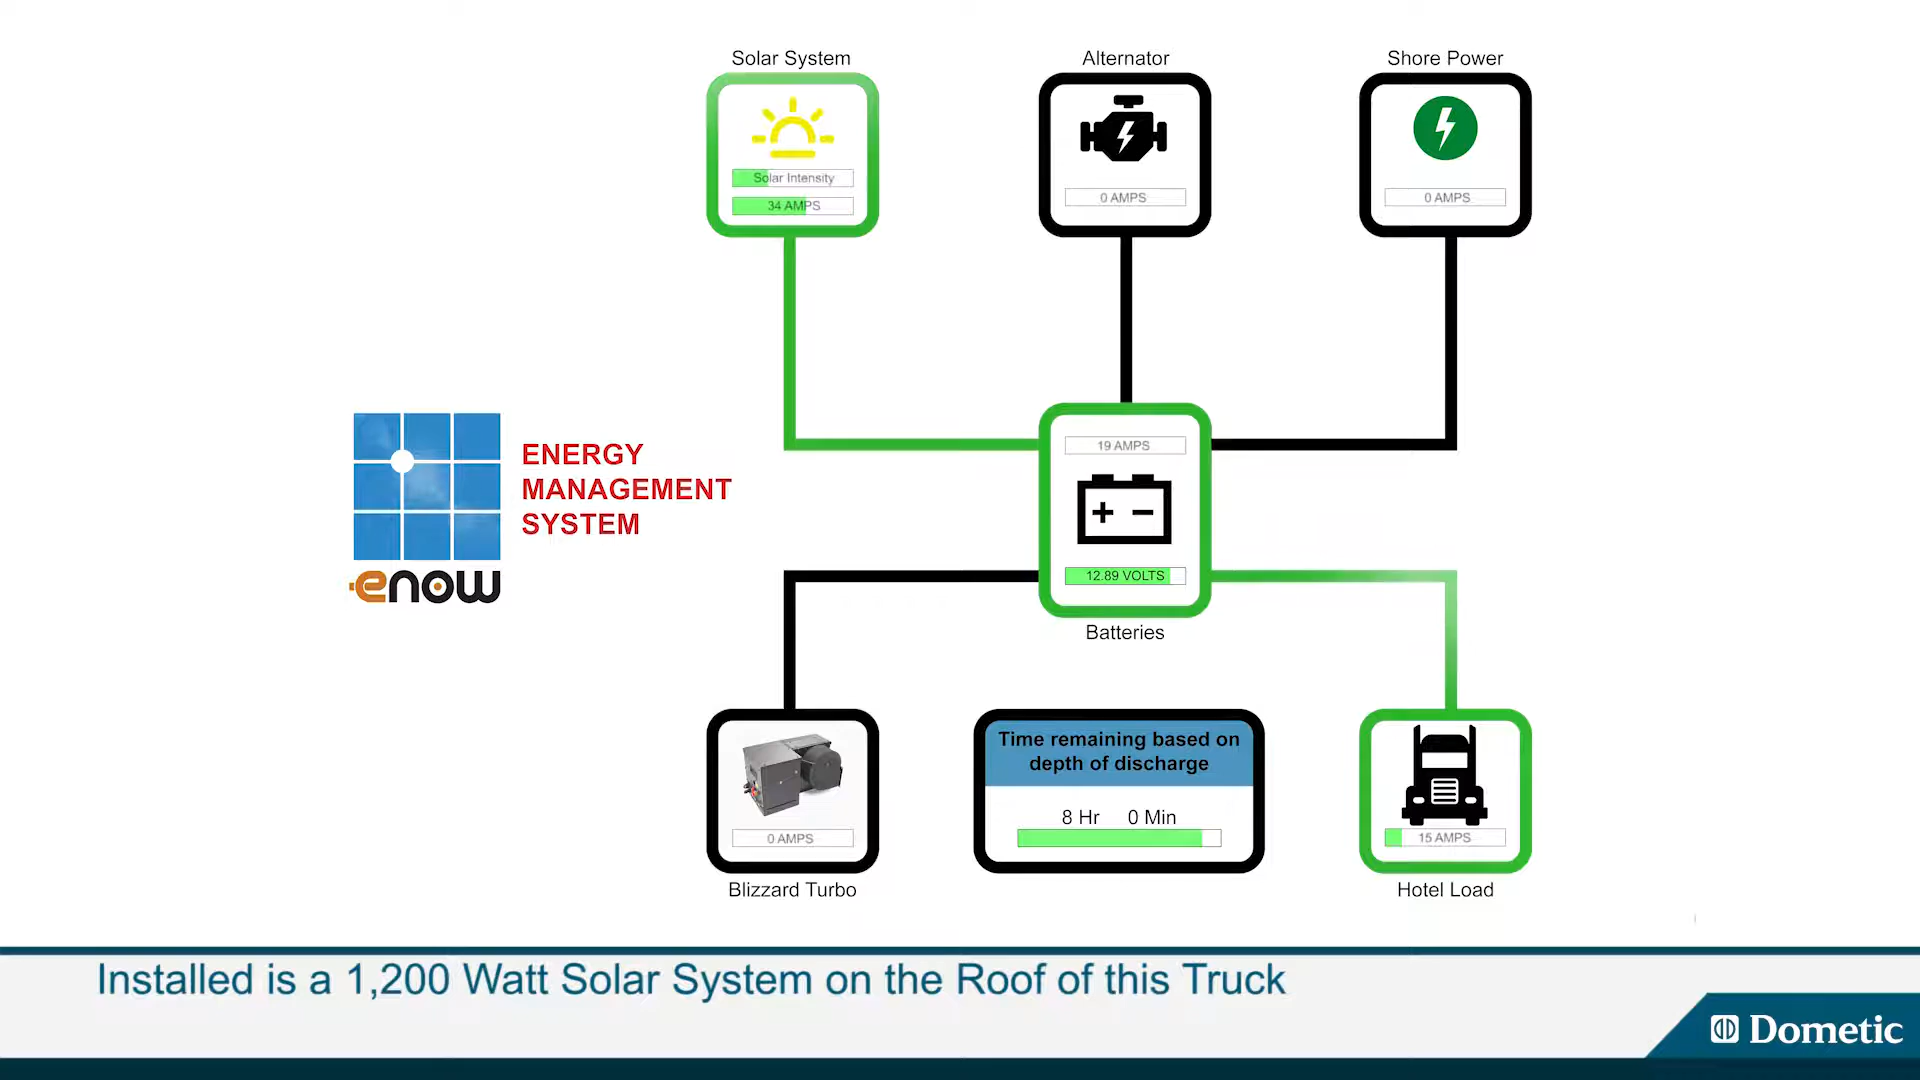 Solar System
Alternator
Shore Power
Solar Intensity
34 AMPS
0 AMPS
0 AMPS
19 AMPS
+ −
12.89 VOLTS
Batteries
ENERGY
MANAGEMENT
SYSTEM
enow
Time remaining based on
depth of discharge
8 Hr 0 Min
0 AMPS
15 AMPS
Blizzard Turbo
Hotel Load
Installed is a 1,200 Watt Solar System on the Roof of this Truck
Dometic